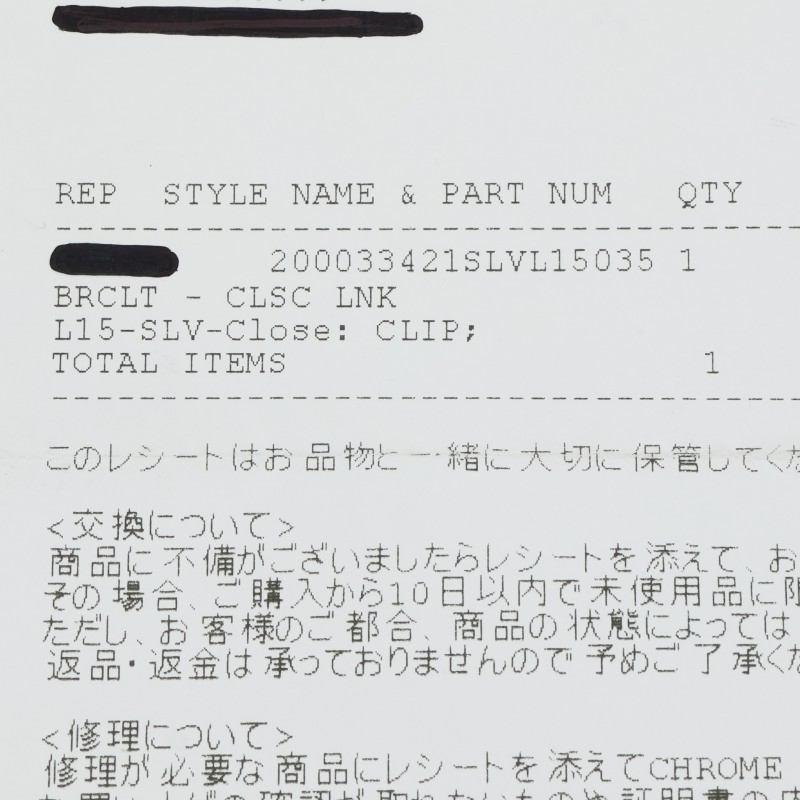 REP STYLE NAME & PART NUM QTY
200033421SLVL15035 1
BRCLT - CLSC LNK
L15-SLV-Close: CLIP;
TOTAL ITEMS 1
このレシートはお品物と一緒に大切に保管してくだ
<交換について>
商品に不備がございましたらレシートを添えて、お
その場合、ご購入から10日以内で未使用品に限
ただし、お客様のご都合、商品の状態によっては
返品・返金は承っておりませんので予めご了承くだ
<修理について>
修理が必要な商品にレシートを添えてCHROME